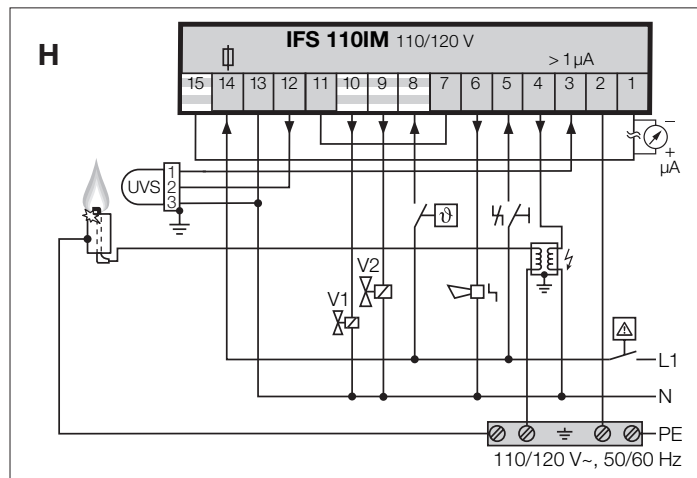 H
IFS 110IM 110/120 V
> 1 µA
15 14 13 12 11 10 9 8 7 6 5 4 3 2 1
−
+
µA
UVS 1
2
3
ϑ
V2
V1
L1
N
PE
110/120 V~, 50/60 Hz